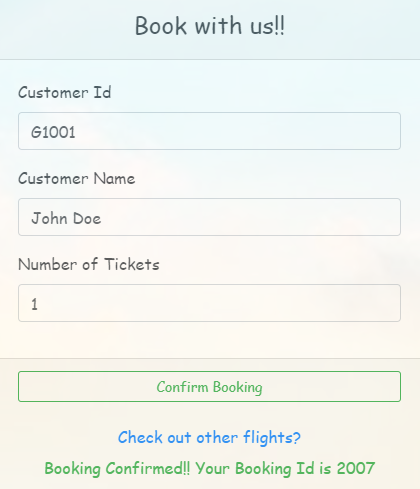 Book with us!!
Customer Id
G1001
Customer Name
John Doe
Number of Tickets
1
Confirm Booking
Check out other flights?
Booking Confirmed!! Your Booking Id is 2007